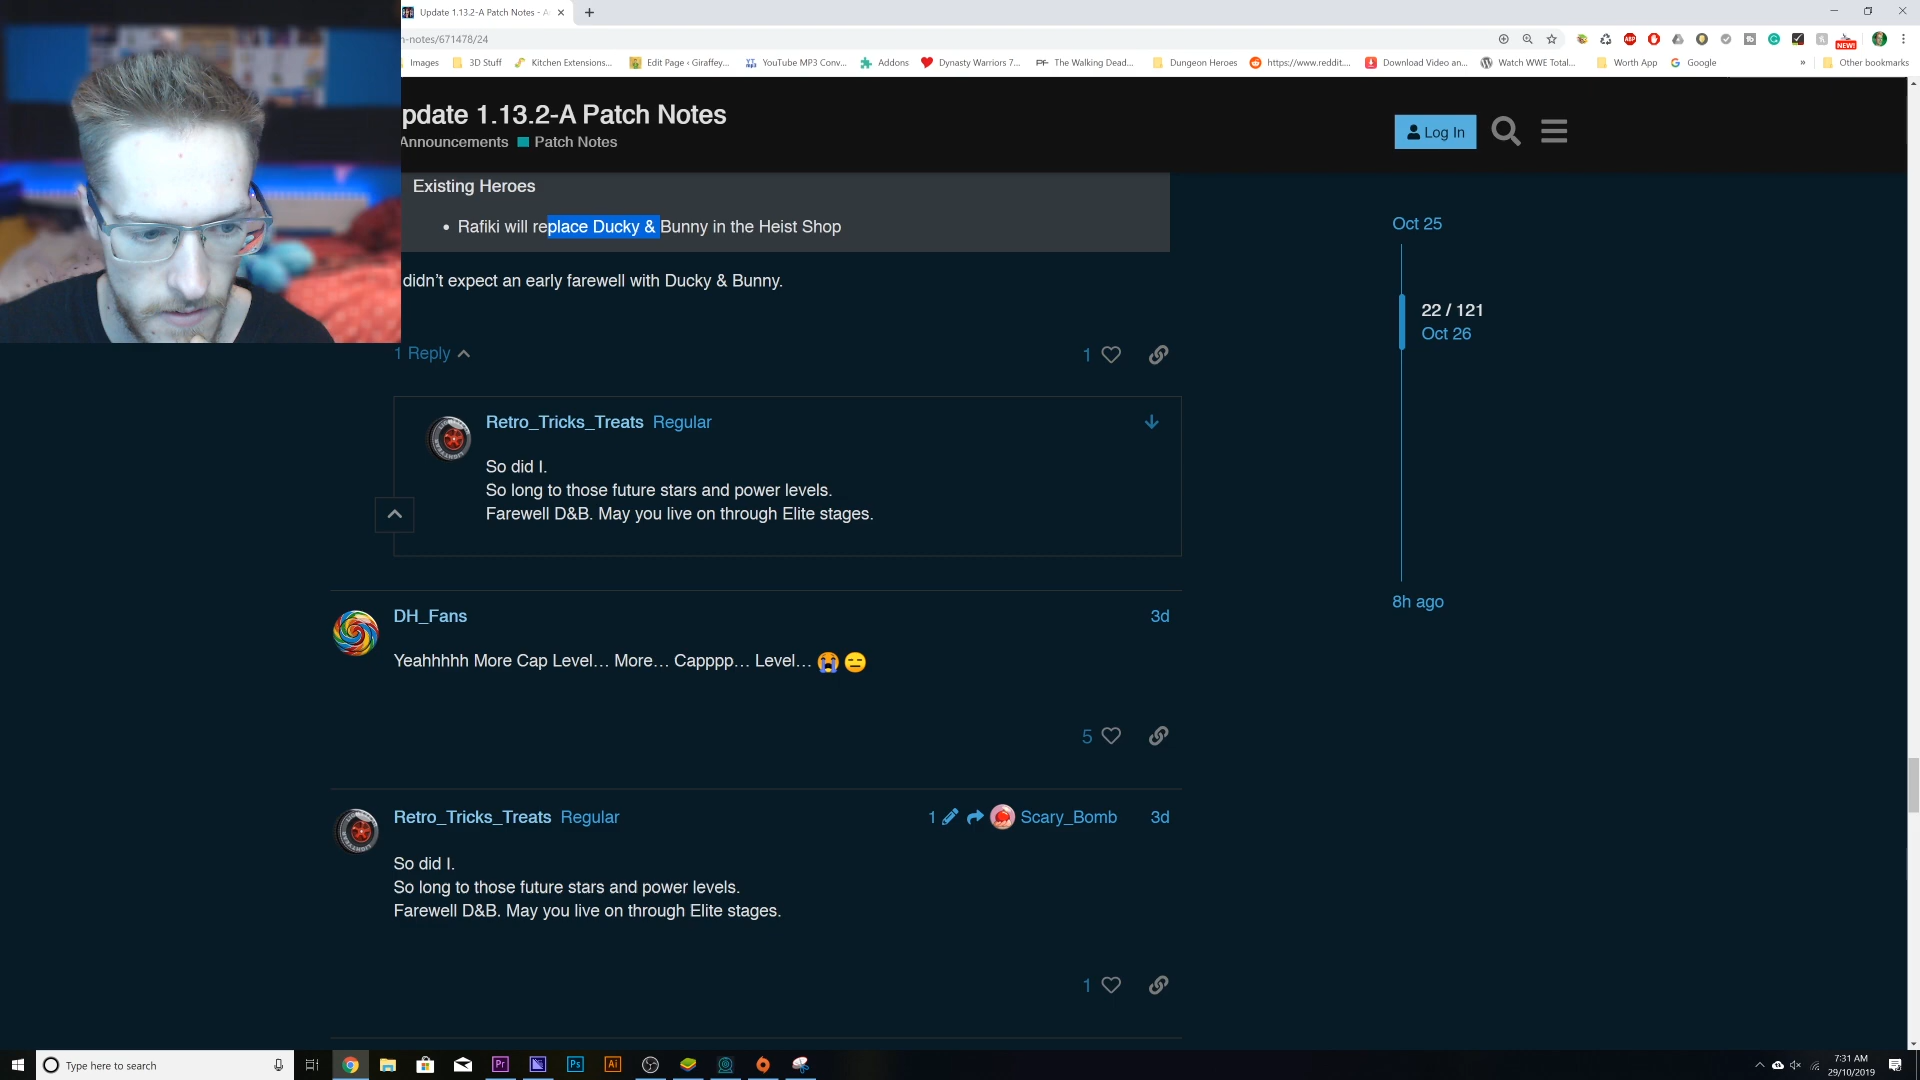 Update 1.13.2-A Patch Notes - A
n-notes/671478/24
ABP
NEW!
Images
3D Stuff
Kitchen Extensions...
Edit Page ‹ Giraffey...
YouTube MP3 Conv...
Addons
Dynasty Warriors 7...
The Walking Dead...
Dungeon Heroes
https://www.reddit....
Download Video an...
Watch WWE Total...
Worth App
Google
»
Other bookmarks
pdate 1.13.2-A Patch Notes
Announcements Patch Notes
Log In
Existing Heroes
• Rafiki will replace Ducky & Bunny in the Heist Shop
didn’t expect an early farewell with Ducky & Bunny.
1 Reply
1
Retro_Tricks_Treats Regular
So did I.
So long to those future stars and power levels.
Farewell D&B. May you live on through Elite stages.
DH_Fans
3d
Yeahhhhh More Cap Level… More… Capppp… Level… 😭 😑
5
Retro_Tricks_Treats Regular
1 Scary_Bomb 3d
So did I.
So long to those future stars and power levels.
Farewell D&B. May you live on through Elite stages.
1
Oct 25
22 / 121
Oct 26
8h ago
Type here to search
Pr
Ps
Ai
7:31 AM
29/10/2019